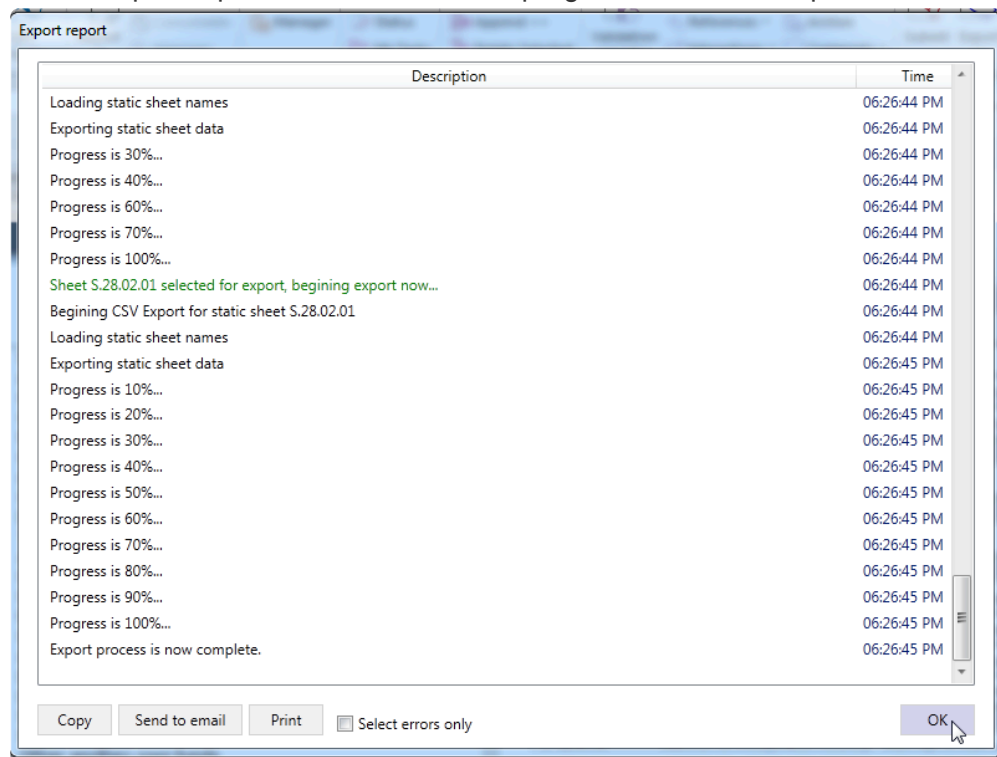 Export report
Description Time
Loading static sheet names 06:26:44 PM
Exporting static sheet data 06:26:44 PM
Progress is 30%... 06:26:44 PM
Progress is 40%... 06:26:44 PM
Progress is 60%... 06:26:44 PM
Progress is 70%... 06:26:44 PM
Progress is 100%... 06:26:44 PM
Sheet S.28.02.01 selected for export, begining export now... 06:26:44 PM
Begining CSV Export for static sheet S.28.02.01 06:26:44 PM
Loading static sheet names 06:26:44 PM
Exporting static sheet data 06:26:45 PM
Progress is 10%... 06:26:45 PM
Progress is 20%... 06:26:45 PM
Progress is 30%... 06:26:45 PM
Progress is 40%... 06:26:45 PM
Progress is 50%... 06:26:45 PM
Progress is 60%... 06:26:45 PM
Progress is 70%... 06:26:45 PM
Progress is 80%... 06:26:45 PM
Progress is 90%... 06:26:45 PM
Progress is 100%... 06:26:45 PM
Export process is now complete. 06:26:45 PM
Copy Send to email Print Select errors only OK